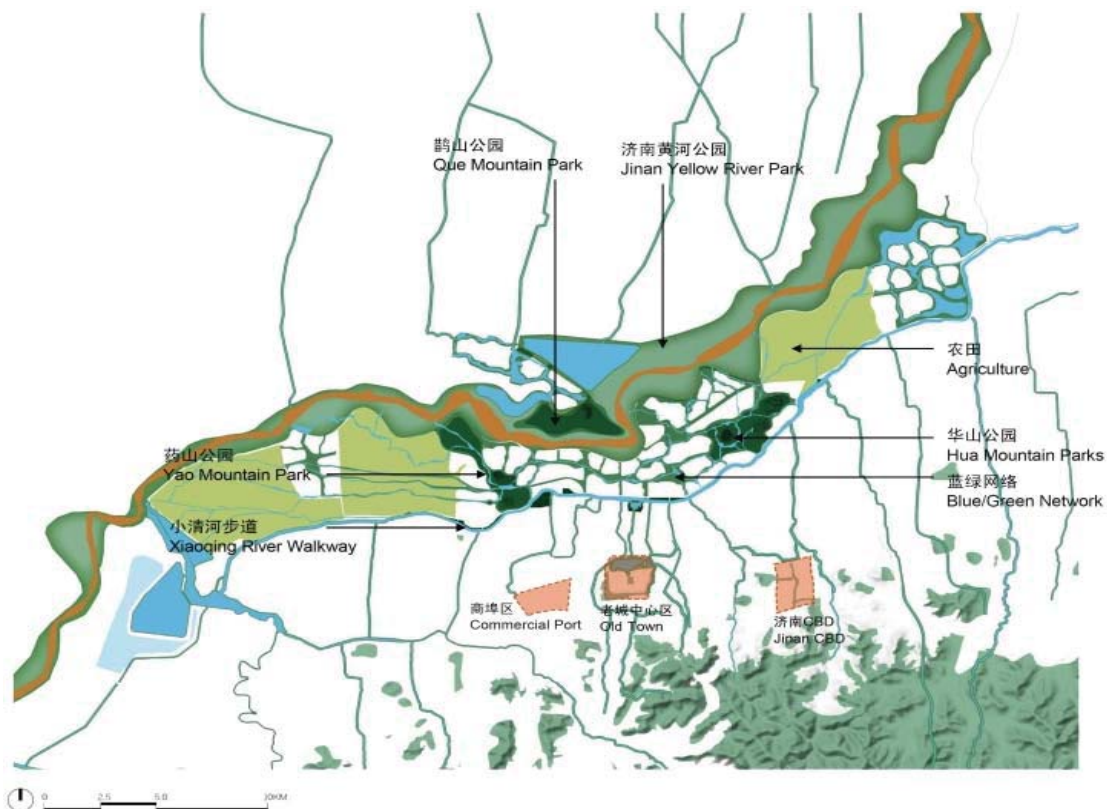 鹊山公园
Que Mountain Park
济南黄河公园
Jinan Yellow River Park
农田
Agriculture
华山公园
Hua Mountain Parks
药山公园
Yao Mountain Park
蓝绿网络
Blue/Green Network
小清河步道
Xiaoqing River Walkway
商埠区
Commercial Port
老城中心区
Old Town
济南CBD
Jinan CBD
0 2.5 5.0